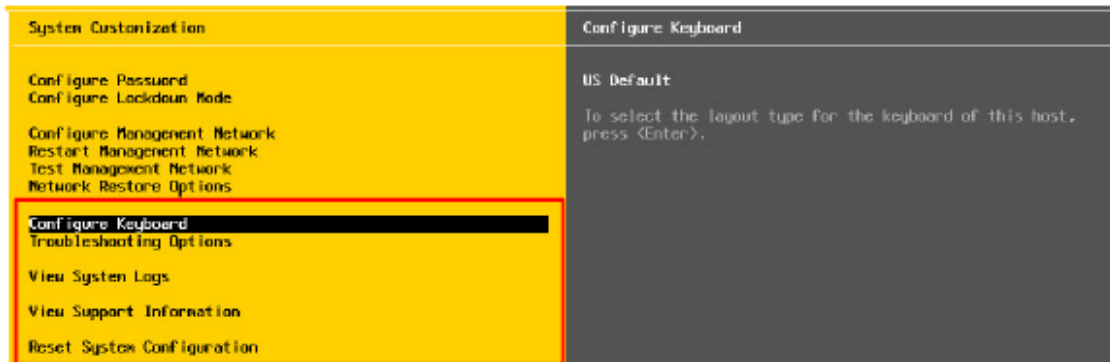 System Customization
Configure Password
Configure Lockdown Mode
Configure Management Network
Restart Management Network
Test Management Network
Network Restore Options
Configure Keyboard
Troubleshooting Options
View System Logs
View Support Information
Reset System Configuration
Configure Keyboard
US Default
To select the layout type for the keyboard of this host,
press <Enter>.